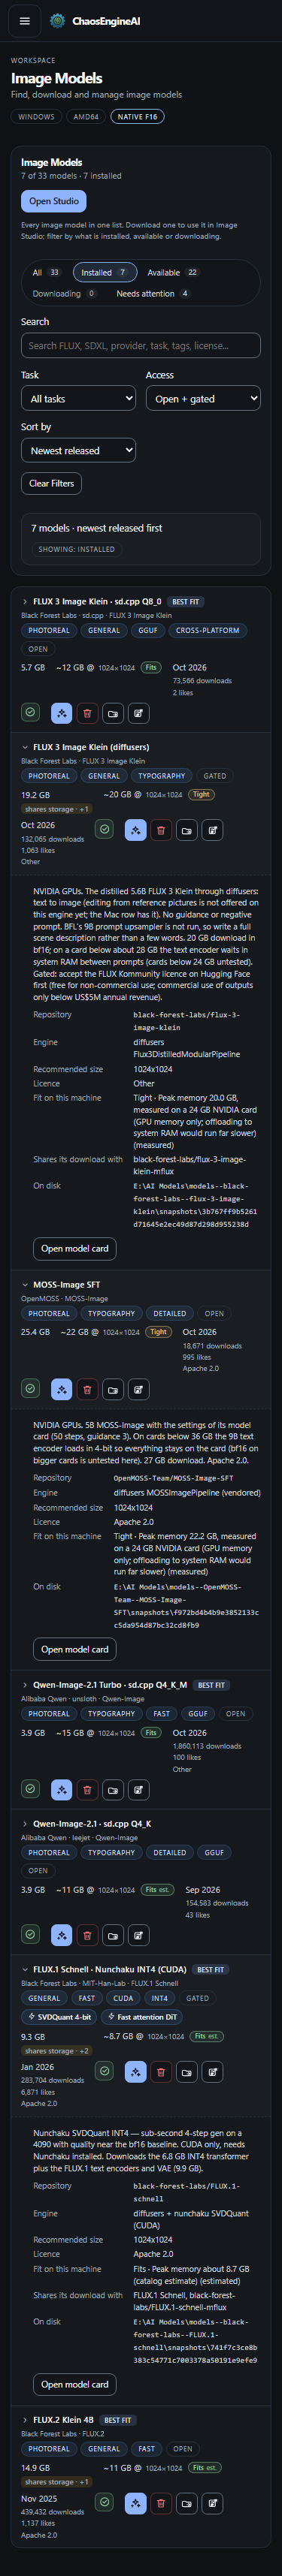 ChaosEngineAI
WORKSPACE
Image Models
Find, download and manage image models
WINDOWS AMD64 NATIVE F16
Image Models
7 of 33 models · 7 installed
Open Studio
Every image model in one list. Download one to use it in Image
Studio; filter by what is installed, available or downloading.
All 33 Installed 7 Available 22
Downloading 0 Needs attention 4
Search
Search FLUX, SDXL, provider, task, tags, license...
Task Access
All tasks Open + gated
Sort by
Newest released
Clear Filters
7 models · newest released first
SHOWING: INSTALLED
FLUX 3 Image Klein · sd.cpp Q8_0 BEST FIT
Black Forest Labs · sd.cpp · FLUX 3 Image Klein
PHOTOREAL GENERAL GGUF CROSS-PLATFORM
OPEN
5.7 GB ~12 GB @ 1024×1024 Fits Oct 2026
73,566 downloads
2 likes
FLUX 3 Image Klein (diffusers)
Black Forest Labs · FLUX 3 Image Klein
PHOTOREAL GENERAL TYPOGRAPHY GATED
19.2 GB ~20 GB @ 1024×1024 Tight
shares storage · +1
Oct 2026
132,065 downloads
1,063 likes
Other
NVIDIA GPUs. The distilled 5.6B FLUX 3 Klein through diffusers:
text to image (editing from reference pictures is not offered on
this engine yet; the Mac row has it). No guidance or negative
prompt. BFL's 9B prompt upsampler is not run, so write a full
scene description rather than a few words. 20 GB download in
bf16; on a card below about 28 GB the text encoder waits in
system RAM between prompts (cards below 24 GB untested).
Gated: accept the FLUX Kommunity licence on Hugging Face
first (free for non-commercial use; commercial use of outputs
only below US$5M annual revenue).
Repository black-forest-labs/flux-3-
image-klein
Engine diffusers
Flux3DistilledModularPipeline
Recommended size 1024x1024
Licence Other
Fit on this machine Tight · Peak memory 20.0 GB,
measured on a 24 GB NVIDIA card
(GPU memory only; offloading to
system RAM would run far slower)
(measured)
Shares its download with black-forest-labs/flux-3-image-
klein-mflux
On disk E:\AI Models\models--black-
forest-labs--flux-3-image-
klein\snapshots\3b767ff9b5261
d71645e2ec49d87d298d955238d
Open model card
MOSS-Image SFT
OpenMOSS · MOSS-Image
PHOTOREAL TYPOGRAPHY DETAILED OPEN
25.4 GB ~22 GB @ 1024×1024 Tight Oct 2026
18,671 downloads
995 likes
Apache 2.0
NVIDIA GPUs. 5B MOSS-Image with the settings of its model
card (50 steps, guidance 3). On cards below 36 GB the 9B text
encoder loads in 4-bit so everything stays on the card (bf16 on
bigger cards is untested here). 27 GB download. Apache 2.0.
Repository OpenMOSS-Team/MOSS-Image-SFT
Engine diffusers MOSSImagePipeline (vendored)
Recommended size 1024x1024
Licence Apache 2.0
Fit on this machine Tight · Peak memory 22.2 GB, measured
on a 24 GB NVIDIA card (GPU memory
only; offloading to system RAM would
run far slower) (measured)
On disk E:\AI Models\models--OpenMOSS-
Team--MOSS-Image-
SFT\snapshots\f972bd4b4b9e3852133c
c5da954d87bc32cd8fb9
Open model card
Qwen-Image-2.1 Turbo · sd.cpp Q4_K_M BEST FIT
Alibaba Qwen · unsloth · Qwen-Image
PHOTOREAL TYPOGRAPHY FAST GGUF OPEN
3.9 GB ~15 GB @ 1024×1024 Fits Oct 2026
1,860,113 downloads
100 likes
Other
Qwen-Image-2.1 · sd.cpp Q4_K
Alibaba Qwen · leejet · Qwen-Image
PHOTOREAL TYPOGRAPHY DETAILED GGUF
OPEN
3.9 GB ~11 GB @ 1024×1024 Fits est. Sep 2026
154,583 downloads
43 likes
FLUX.1 Schnell · Nunchaku INT4 (CUDA) BEST FIT
Black Forest Labs · MIT-Han-Lab · FLUX.1 Schnell
GENERAL FAST CUDA INT4 GATED
SVDQuant 4-bit Fast attention DiT
9.3 GB ~8.7 GB @ 1024×1024 Fits est.
shares storage · +2
Jan 2026
283,704 downloads
6,871 likes
Apache 2.0
Nunchaku SVDQuant INT4 — sub-second 4-step gen on a
4090 with quality near the bf16 baseline. CUDA only, needs
Nunchaku installed. Downloads the 6.8 GB INT4 transformer
plus the FLUX.1 text encoders and VAE (9.9 GB).
Repository black-forest-labs/FLUX.1-
schnell
Engine diffusers + nunchaku SVDQuant
(CUDA)
Recommended size 1024x1024
Licence Apache 2.0
Fit on this machine Fits · Peak memory about 8.7 GB
(catalog estimate) (estimated)
Shares its download with FLUX.1 Schnell, black-forest-
labs/FLUX.1-schnell-mflux
On disk E:\AI Models\models--black-
forest-labs--FLUX.1-
schnell\snapshots\741f7c3ce8b
383c54771c7003378a50191e9efe9
Open model card
FLUX.2 Klein 4B BEST FIT
Black Forest Labs · FLUX.2
PHOTOREAL GENERAL FAST OPEN
14.9 GB ~11 GB @ 1024×1024 Fits est.
shares storage · +1
Nov 2025
439,432 downloads
1,137 likes
Apache 2.0